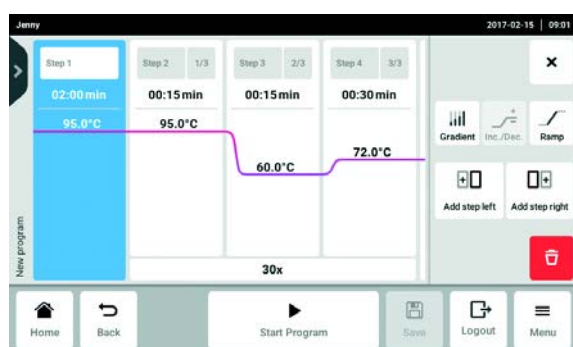 Jenny
2017-02-15 | 09:01
Step 1
Step 2 1/3
Step 3 2/3
Step 4 3/3
02:00 min
00:15 min
00:15 min
00:30 min
95.0°C
95.0°C
60.0°C
72.0°C
30x
New program
Gradient
Inc./Dec.
Ramp
Add step left
Add step right
Home
Back
Start Program
Save
Logout
Menu